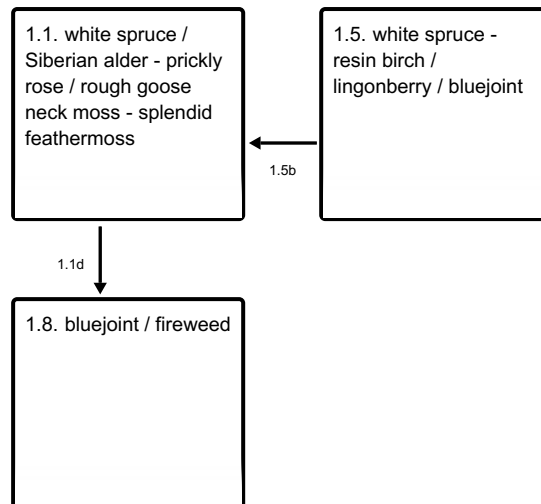 1.1. white spruce /
Siberian alder - prickly
rose / rough goose
neck moss - splendid
feathermoss
1.5. white spruce -
resin birch /
lingonberry / bluejoint
1.5b
1.1d
1.8. bluejoint / fireweed